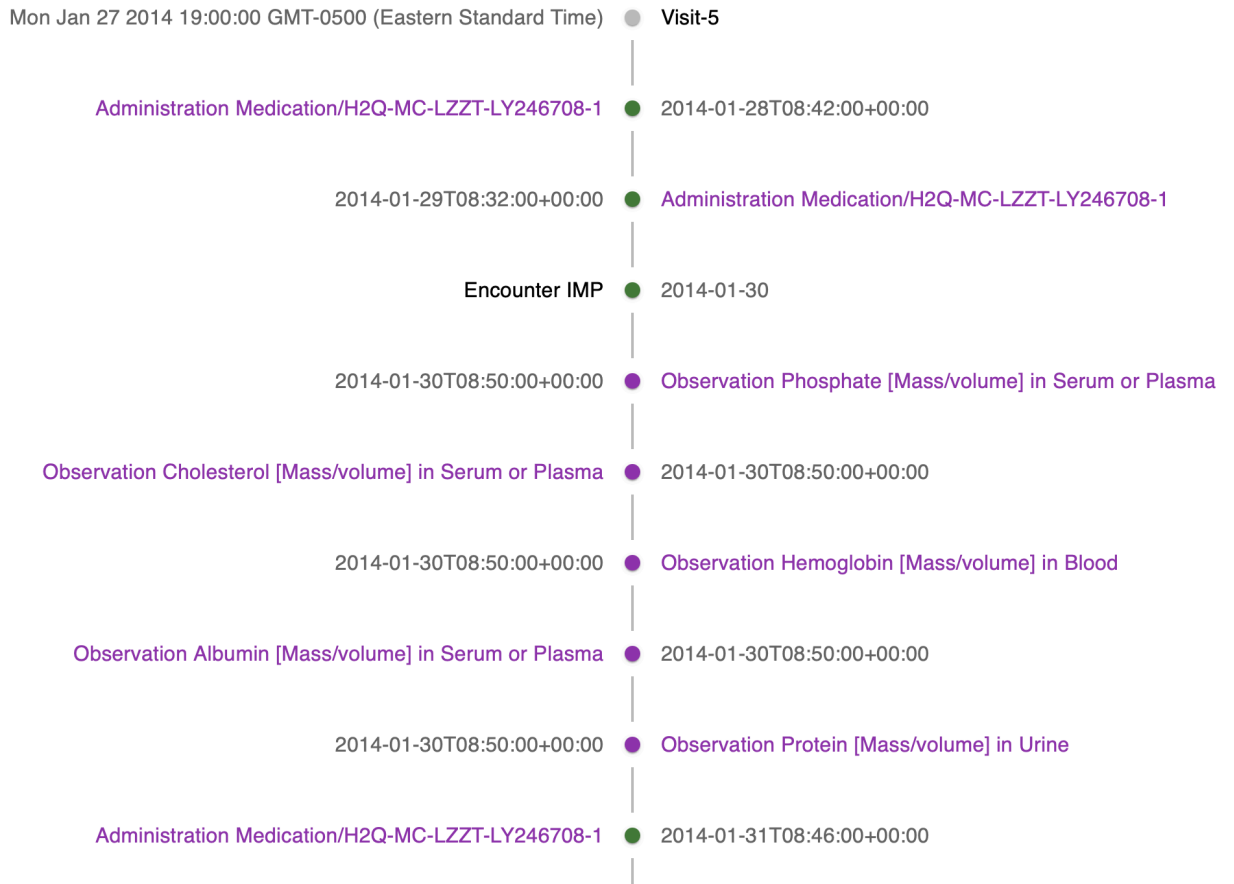 Mon Jan 27 2014 19:00:00 GMT-0500 (Eastern Standard Time) Visit-5
Administration Medication/H2Q-MC-LZZT-LY246708-1 2014-01-28T08:42:00+00:00
2014-01-29T08:32:00+00:00 Administration Medication/H2Q-MC-LZZT-LY246708-1
Encounter IMP 2014-01-30
2014-01-30T08:50:00+00:00 Observation Phosphate [Mass/volume] in Serum or Plasma
Observation Cholesterol [Mass/volume] in Serum or Plasma 2014-01-30T08:50:00+00:00
2014-01-30T08:50:00+00:00 Observation Hemoglobin [Mass/volume] in Blood
Observation Albumin [Mass/volume] in Serum or Plasma 2014-01-30T08:50:00+00:00
2014-01-30T08:50:00+00:00 Observation Protein [Mass/volume] in Urine
Administration Medication/H2Q-MC-LZZT-LY246708-1 2014-01-31T08:46:00+00:00